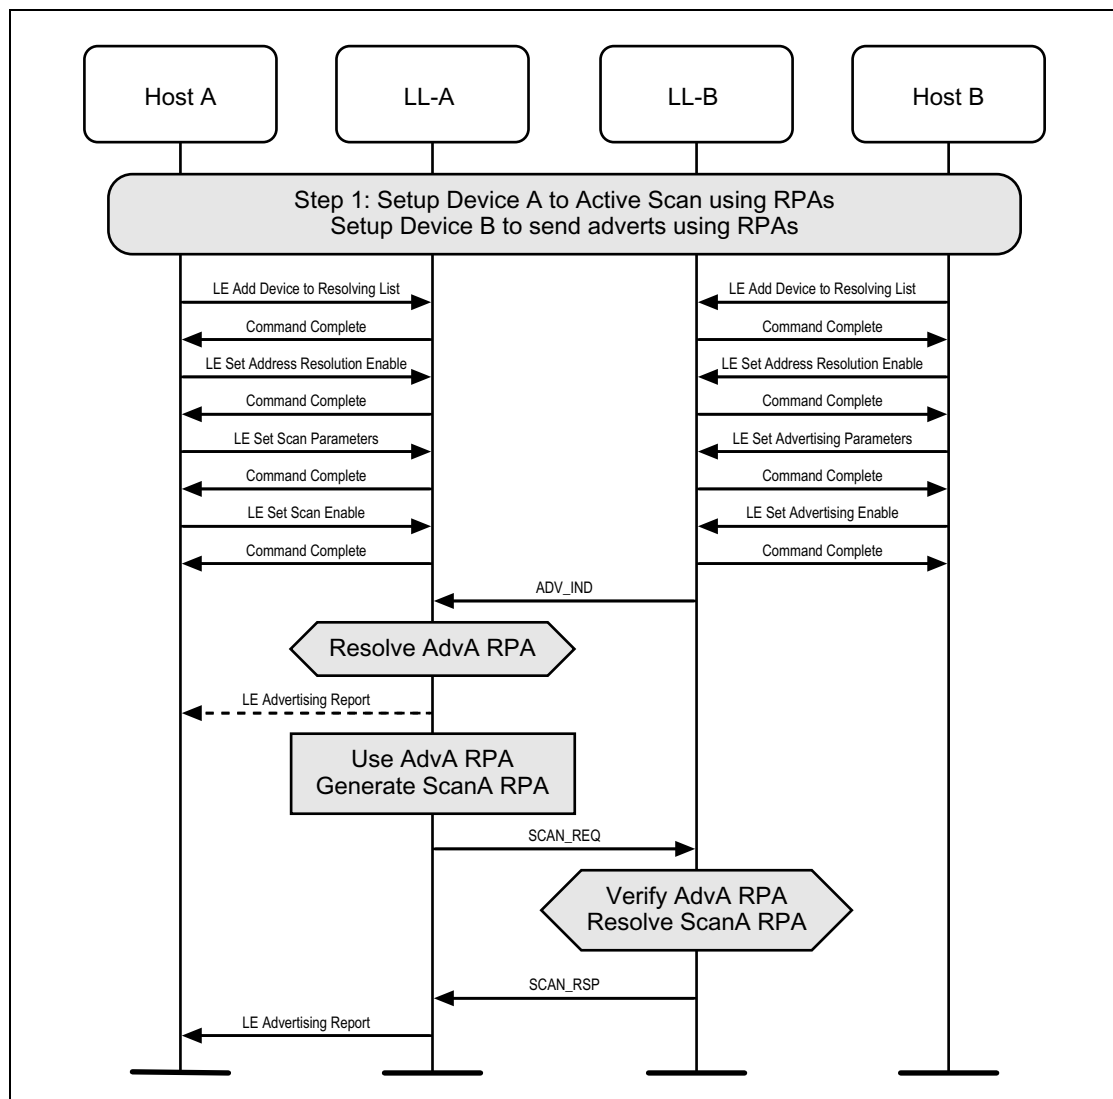 Host A
LL-A
LL-B
Host B
Step 1: Setup Device A to Active Scan using RPAs
Setup Device B to send adverts using RPAs
LE Add Device to Resolving List
LE Add Device to Resolving List
Command Complete
Command Complete
LE Set Address Resolution Enable
LE Set Address Resolution Enable
Command Complete
Command Complete
LE Set Scan Parameters
LE Set Advertising Parameters
Command Complete
Command Complete
LE Set Scan Enable
LE Set Advertising Enable
Command Complete
Command Complete
ADV_IND
Resolve AdvA RPA
LE Advertising Report
Use AdvA RPA
Generate ScanA RPA
SCAN_REQ
Verify AdvA RPA
Resolve ScanA RPA
SCAN_RSP
LE Advertising Report